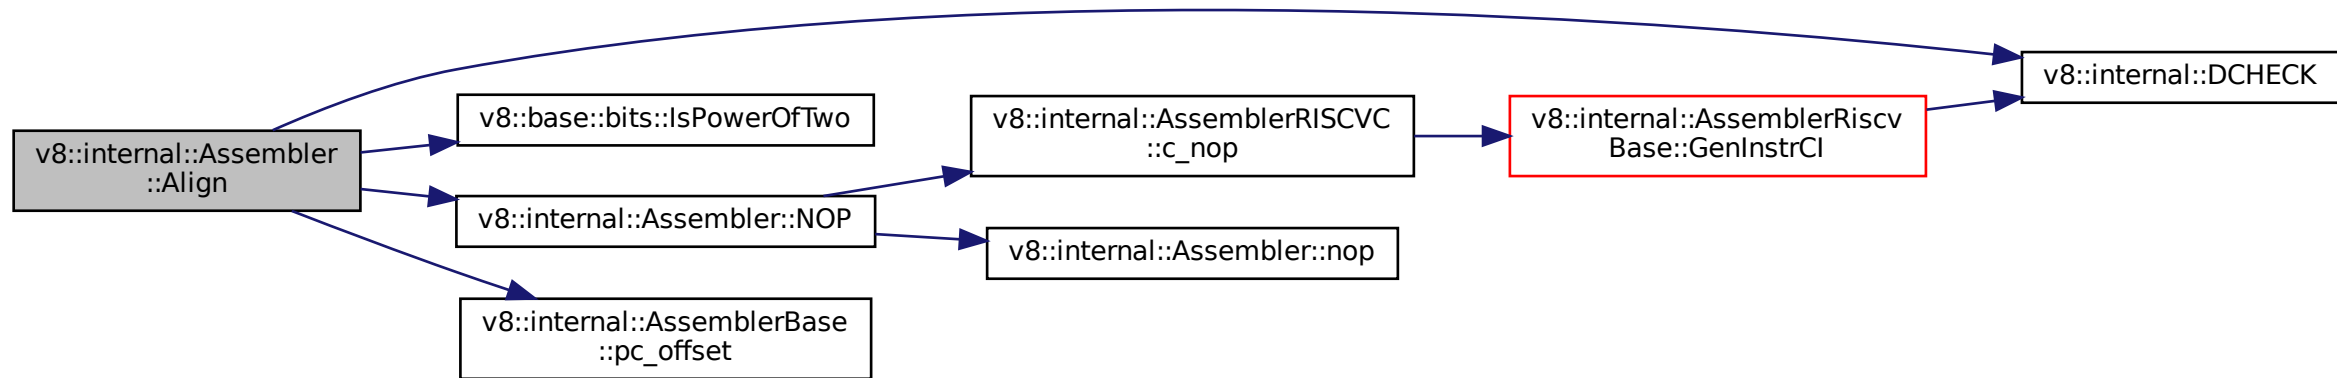 v8::internal::Assembler
::Align
v8::base::bits::IsPowerOfTwo
v8::internal::Assembler::NOP
v8::internal::AssemblerBase
::pc_offset
v8::internal::AssemblerRISCVC
::c_nop
v8::internal::Assembler::nop
v8::internal::AssemblerRiscv
Base::GenInstrCI
v8::internal::DCHECK